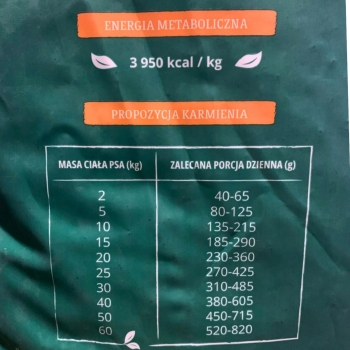 ENERGIA METABOLICZNA
3 950 kcal / kg
PROPOZYCJA KARMIENIA
MASA CIAŁA PSA (kg) ZALECANA PORCJA DZIENNA (g)
2 40-65
5 80-125
10 135-215
15 185-290
20 230-360
25 270-425
30 310-485
40 380-605
50 450-715
60 520-820